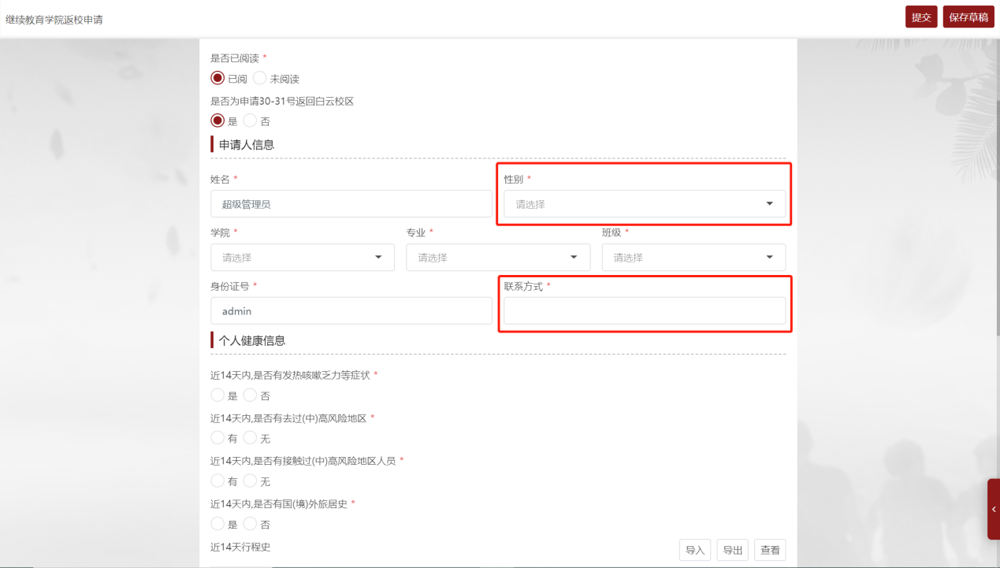 继续教育学院返校申请
提交 保存草稿
是否已阅读 *
已阅 未阅读
是否为申请30-31号返回白云校区
是 否
申请人信息
姓名 * 性别 *
超级管理员 请选择
学院 * 专业 * 班级 *
请选择 请选择 请选择
身份证号 * 联系方式 *
admin
个人健康信息
近14天内,是否有发热咳嗽乏力等症状 *
是 否
近14天内,是否有去过(中)高风险地区 *
有 无
近14天内,是否有接触过(中)高风险地区人员 *
有 无
近14天内,是否有国(境)外旅居史 *
是 否
近14天行程史 导入 导出 查看